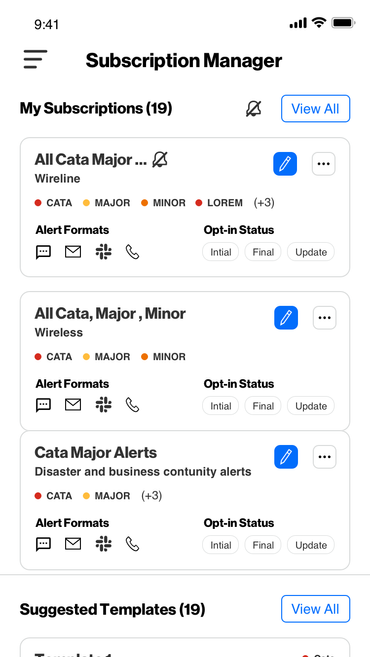 9:41
Subscription Manager
My Subscriptions (19)
View All
All Cata Major ...
Wireline
CATA MAJOR MINOR LOREM (+3)
Alert Formats Opt-in Status
Intial Final Update
All Cata, Major , Minor
Wireless
CATA MAJOR MINOR
Alert Formats Opt-in Status
Intial Final Update
Cata Major Alerts
Disaster and business contunity alerts
CATA MAJOR (+3)
Alert Formats Opt-in Status
Intial Final Update
Suggested Templates (19)
View All